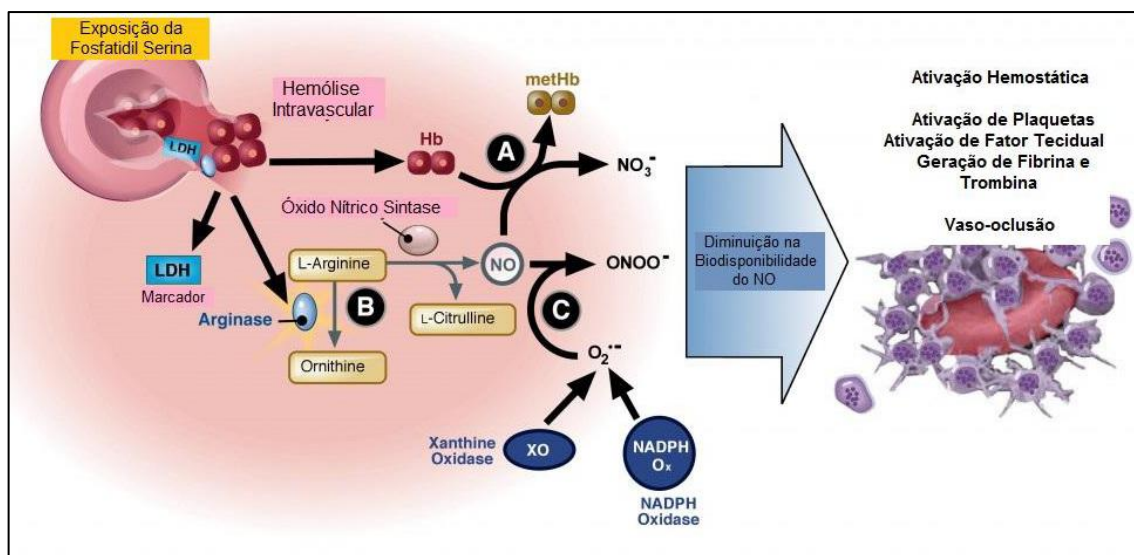 Exposição da
Fosfatidil Serina
Hemólise
Intravascular
LDH
Hb
metHb
A
NO₃⁻
Óxido Nítrico Sintase
LDH
Marcador
Arginase
L-Arginine
B
Ornithine
L-Citrulline
NO
ONOO⁻
C
O₂˙⁻
Xanthine
Oxidase
XO
NADPH
Oₓ
NADPH
Oxidase
Diminuição na
Biodisponibilidade
do NO
Ativação Hemostática
Ativação de Plaquetas
Ativação de Fator Tecidual
Geração de Fibrina e
Trombina
Vaso-oclusão